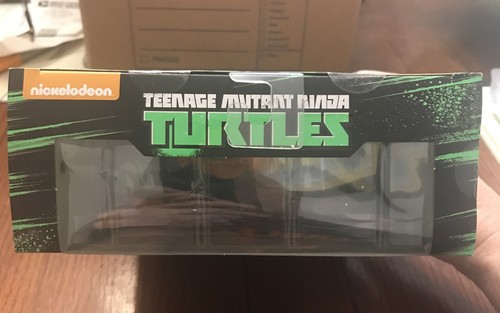 nickelodeon
TEENAGE MUTANT NINJA
TURTLES